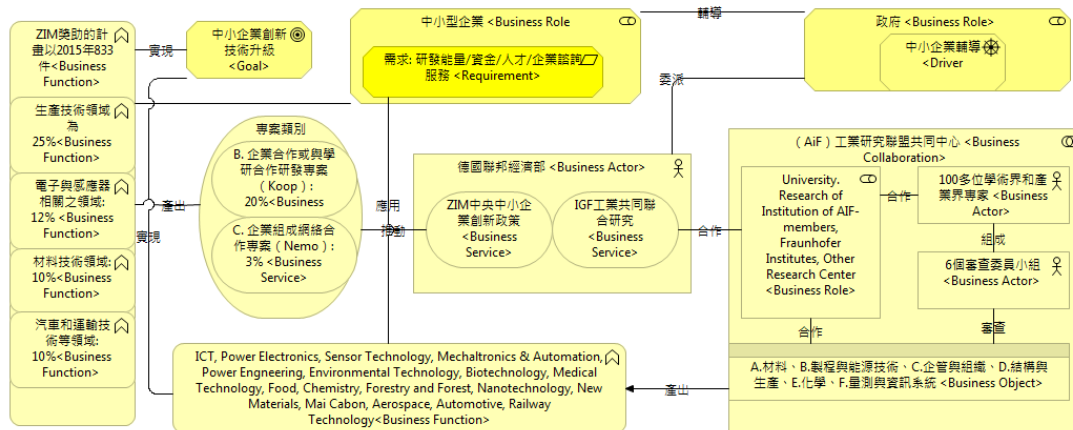 ZIM獎助的計
畫以2015年833
件<Business
Function>
生產技術領域
為
25%<Business
Function>
電子與感應器
相關之領域:
12% <Business
Function>
材料技術領域:
10%<Business
Function>
汽車和運輸技
術等領域:
10%<Business
Function>
實現
中小企業創新
技術升級
<Goal>
產出
實現
專案類別
B. 企業合作或與學
研合作研發專案
(Koop):
20%<Business
C. 企業組成網絡合
作專案(Nemo):
3% <Business
Service>
中小型企業 <Business Role
需求: 研發能量/資金/人才/企業諮詢
服務 <Requirement>
輔導
政府 <Business Role>
中小企業輔導
<Driver
委派
應用
推動
德國聯邦經濟部 <Business Actor>
ZIM中央中小企
業創新政策
<Business
Service>
IGF工業共同聯
合研究
<Business
Service>
合作
(AiF)工業研究聯盟共同中心 <Business
Collaboration>
University.
Research of
Institution of AIF-
members,
Fraunhofer
Institutes, Other
Research Center
<Business Role>
合作
100多位學術界和產
業界專家 <Business
Actor>
組成
6個審查委員小組
<Business Actor>
合作
審查
A.材料、B.製程與能源技術、C.企管與組織、D.結構與
生產、E.化學、F.量測與資訊系統 <Business Object>
產出
ICT, Power Electronics, Sensor Technology, Mechaltronics & Automation,
Power Engneering, Environmental Technology, Biotechnology, Medical
Technology, Food, Chemistry, Forestry and Forest, Nanotechnology, New
Materials, Mai Cabon, Aerospace, Automotive, Railway
Technology<Business Function>